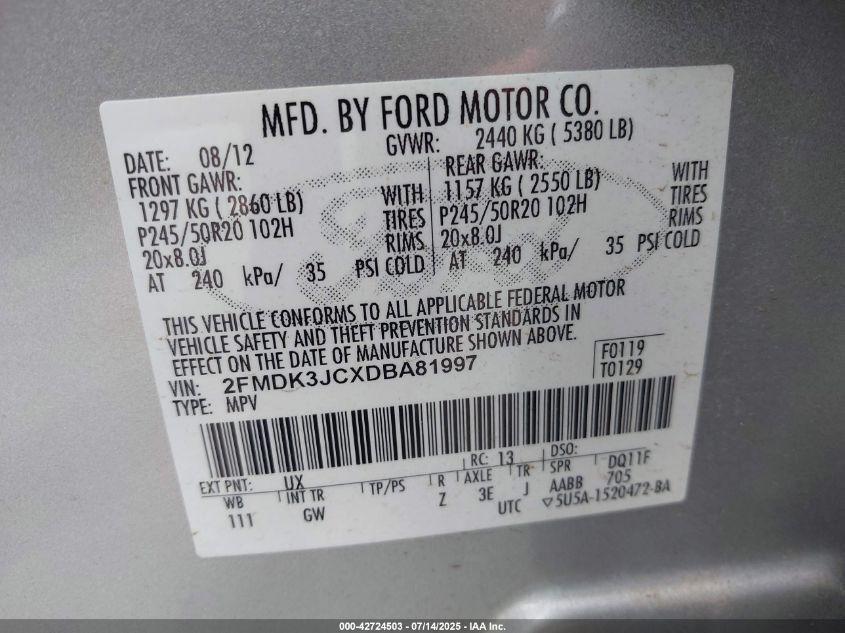 MFD. BY FORD MOTOR CO.
DATE: 08/12 GVWR: 2440 KG ( 5380 LB)
FRONT GAWR: REAR GAWR:
1297 KG ( 2860 LB) WITH 1157 KG ( 2550 LB) WITH
P245/50R20 102H TIRES P245/50R20 102H TIRES
20x8.0J RIMS 20x8.0J RIMS
AT 240 kPa/ 35 PSI COLD AT 240 kPa/ 35 PSI COLD
THIS VEHICLE CONFORMS TO ALL APPLICABLE FEDERAL MOTOR
VEHICLE SAFETY AND THEFT PREVENTION STANDARDS IN
EFFECT ON THE DATE OF MANUFACTURE SHOWN ABOVE.
VIN: 2FMDK3JCXDBA81997 F0119
TYPE: MPV T0129
EXT PNT: UX RC: 13 DSO:
WB INT TR TP/PS R AXLE TR SPR DQ11F
111 GW Z 3E J AABB 705
UTC ▽5U5A-1520472-BA
000-42724503 - 07/14/2025 - IAA Inc.